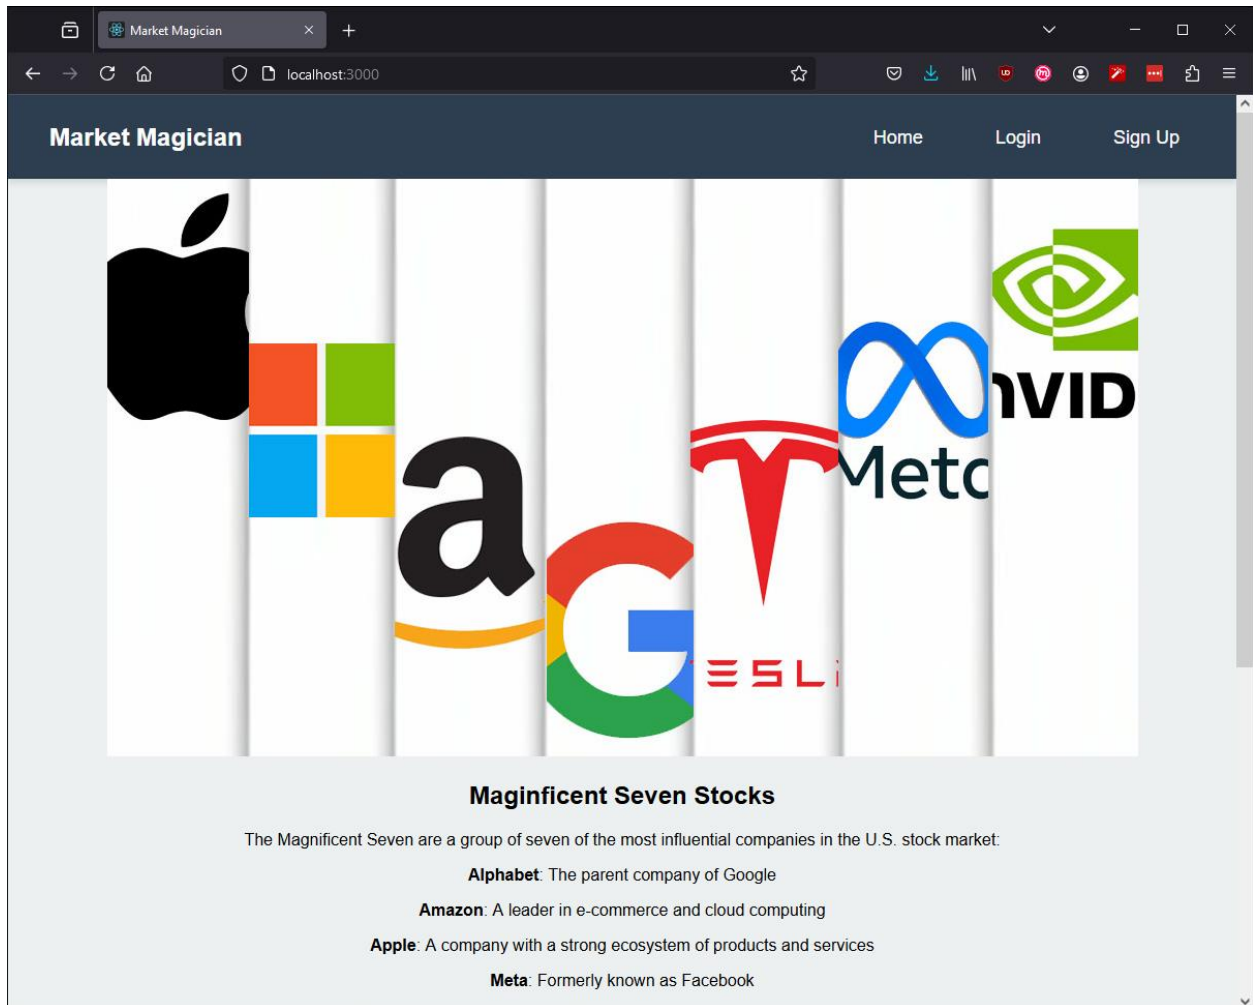 Market Magician
localhost:3000
Market Magician
Home Login Sign Up
NVID
Meta
TESL
Maginficent Seven Stocks
The Magnificent Seven are a group of seven of the most influential companies in the U.S. stock market:
Alphabet: The parent company of Google
Amazon: A leader in e-commerce and cloud computing
Apple: A company with a strong ecosystem of products and services
Meta: Formerly known as Facebook